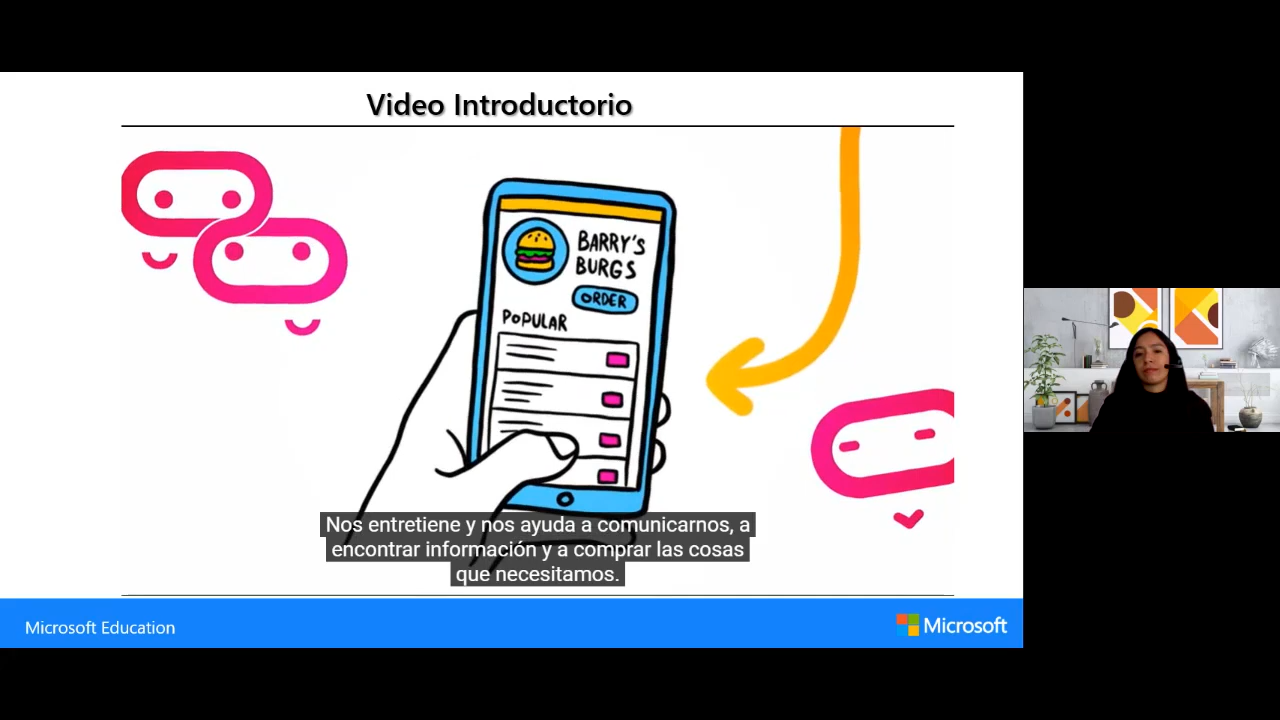 Video Introductorio
BARRY'S
BURGS
ORDER
POPULAR
Nos entretiene y nos ayuda a comunicarnos, a
encontrar información y a comprar las cosas
que necesitamos.
Microsoft Education
Microsoft